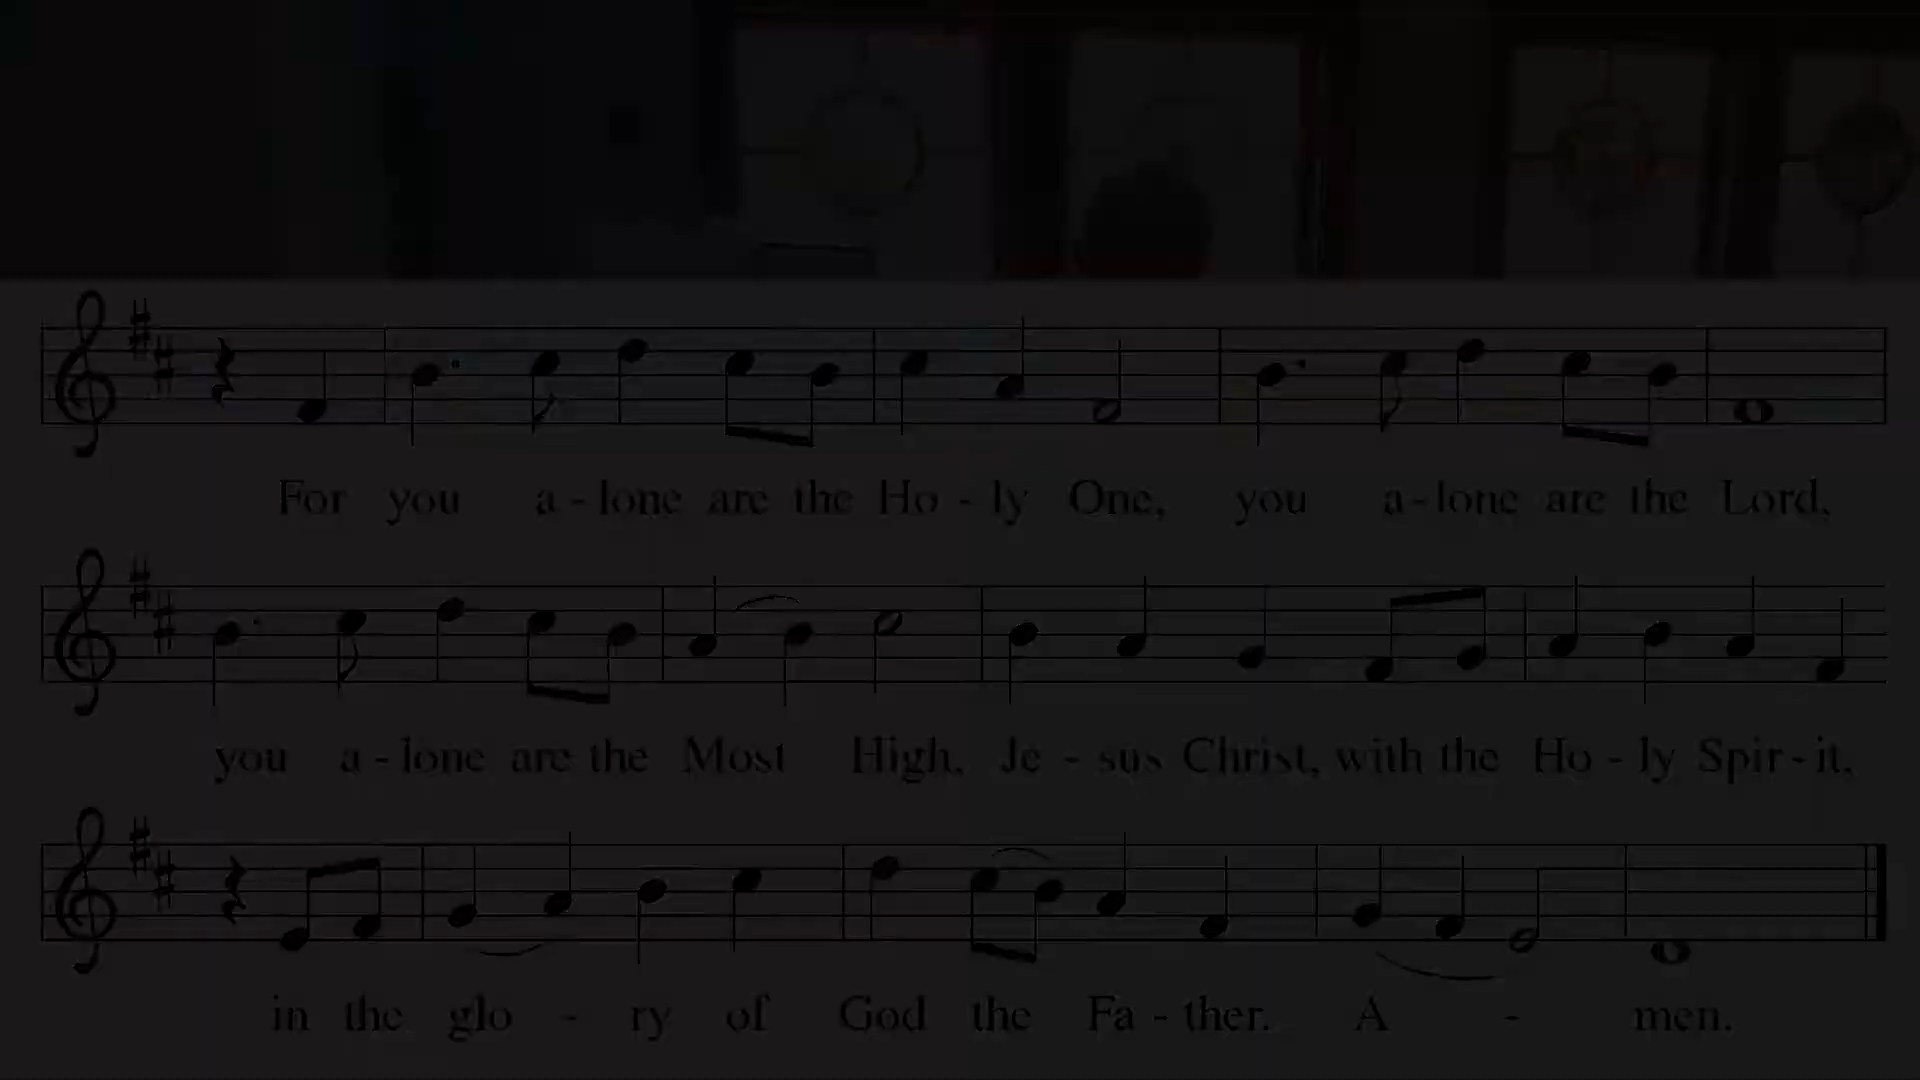 For you a - lone are the Ho - ly One, you a - lone are the Lord,
you a - lone are the Most High, Je - sus Christ, with the Ho - ly Spir - it,
in the glo - ry of God the Fa - ther. A - men.